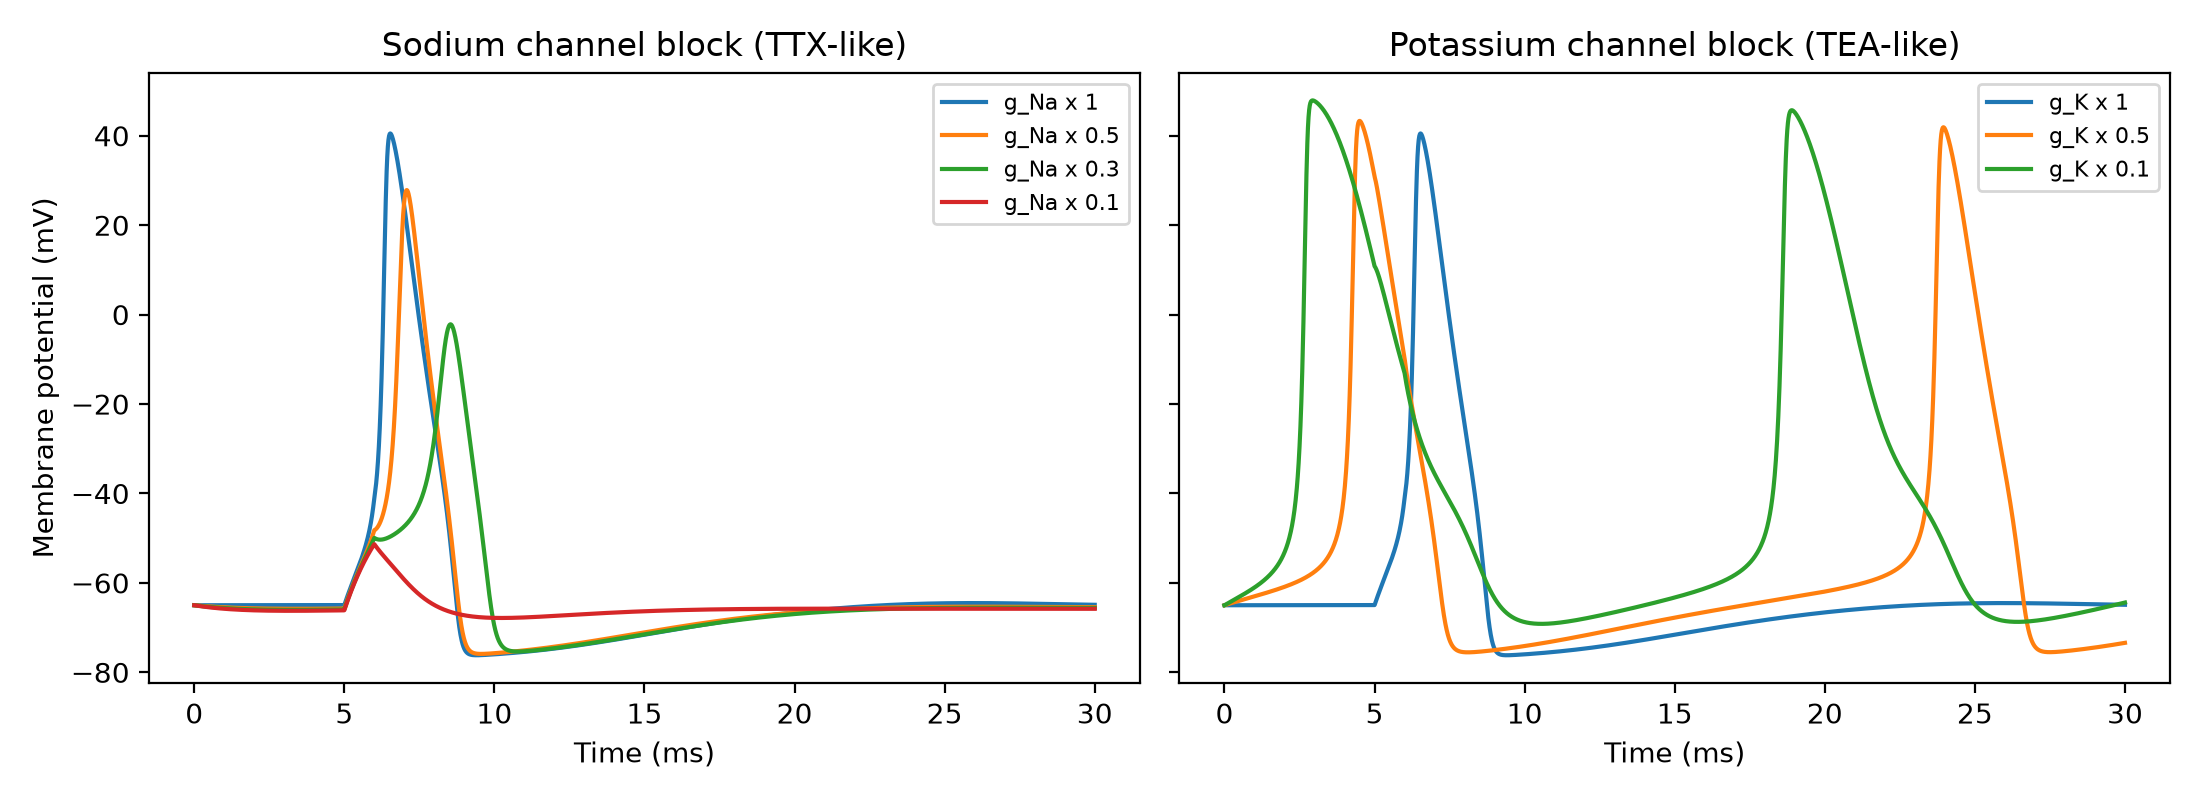 Sodium channel block (TTX-like)
g_Na x 1
g_Na x 0.5
g_Na x 0.3
g_Na x 0.1
Membrane potential (mV)
40
20
0
−20
−40
−60
−80
0 5 10 15 20 25 30
Time (ms)
Potassium channel block (TEA-like)
g_K x 1
g_K x 0.5
g_K x 0.1
0 5 10 15 20 25 30
Time (ms)